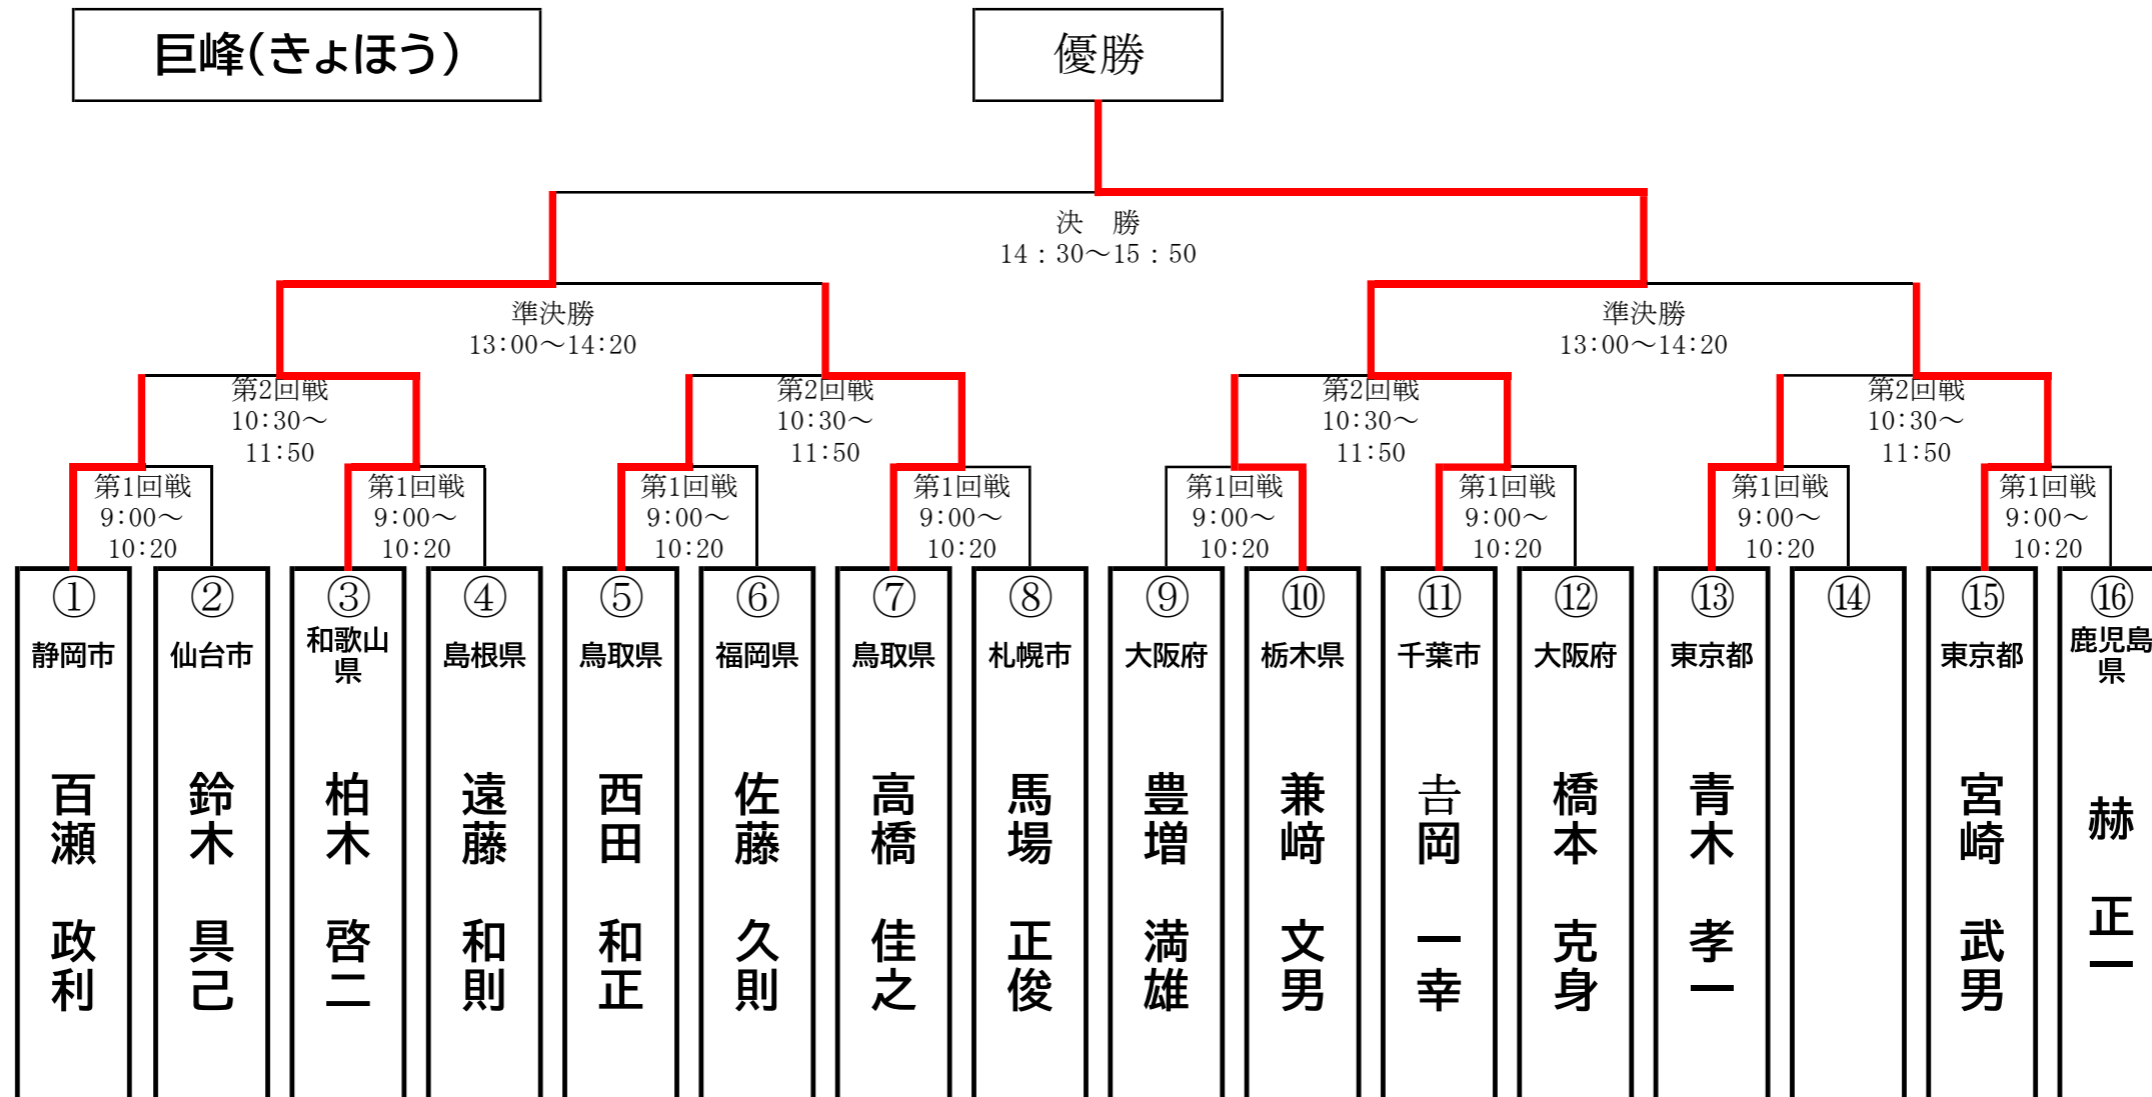 巨峰(きょほう)
優勝
決　勝
14：30～15：50
準決勝
13:00～14:20
準決勝
13:00～14:20
第2回戦
10:30～
11:50
第2回戦
10:30～
11:50
第2回戦
10:30～
11:50
第2回戦
10:30～
11:50
第1回戦
9:00～
10:20
第1回戦
9:00～
10:20
第1回戦
9:00～
10:20
第1回戦
9:00～
10:20
第1回戦
9:00～
10:20
第1回戦
9:00～
10:20
第1回戦
9:00～
10:20
第1回戦
9:00～
10:20
①
静岡市
百瀬　政利
②
仙台市
鈴木　具己
③
和歌山
県
柏木　啓二
④
島根県
遠藤　和則
⑤
鳥取県
西田　和正
⑥
福岡県
佐藤　久則
⑦
鳥取県
高橋　佳之
⑧
札幌市
馬場　正俊
⑨
大阪府
豊増　満雄
⑩
栃木県
兼﨑　文男
⑪
千葉市
𠮷岡　一幸
⑫
大阪府
橋本　克身
⑬
東京都
青木　孝一
⑭
⑮
東京都
宮崎　武男
⑯
鹿児島
県
赫　正一